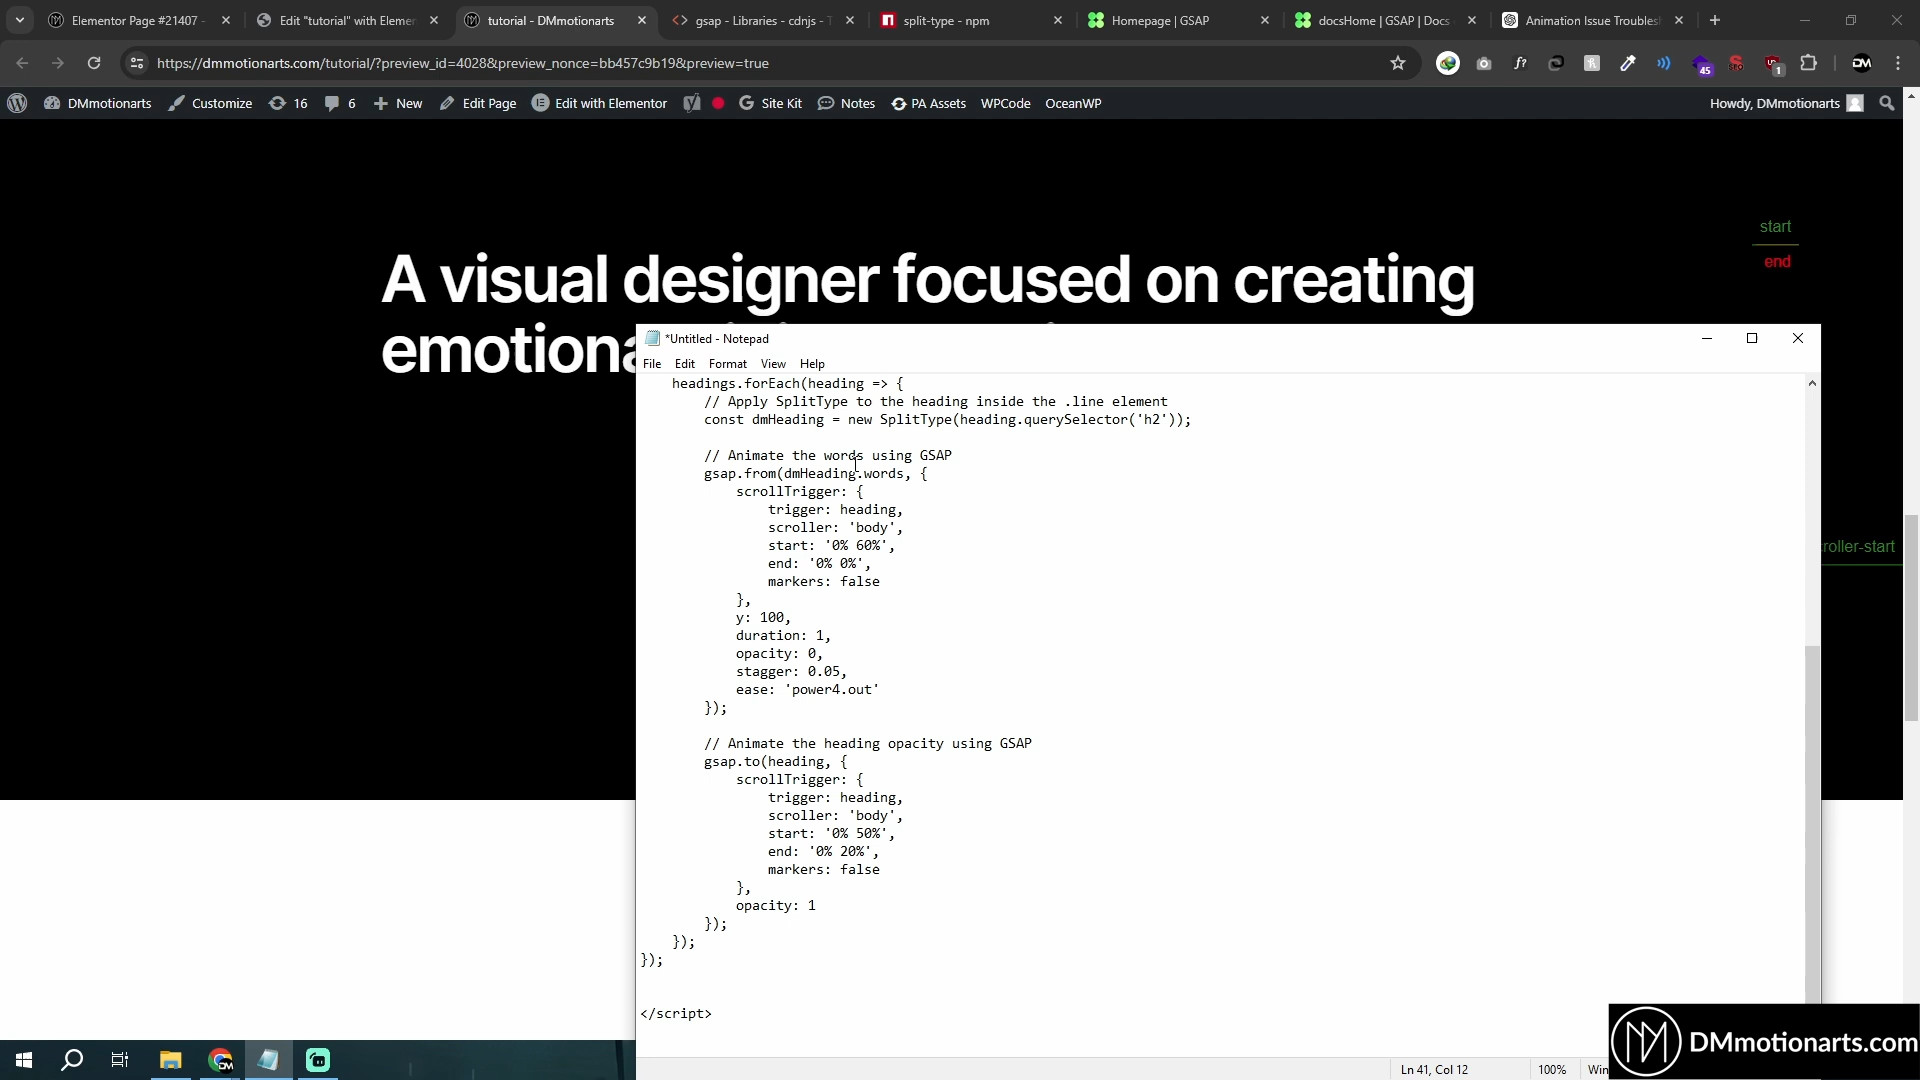 Elementor Page #21407 -
Edit "tutorial" with Elemen
tutorial - DMmotionarts
gsap - Libraries - cdnjs - T
split-type - npm
Homepage | GSAP
docsHome | GSAP | Docs
Animation Issue Troublesh
https://dmmotionarts.com/tutorial/?preview_id=4028&preview_nonce=bb457c9b19&preview=true
f?
45
1
DM
DMmotionarts
Customize
16
6
New
Edit Page
Edit with Elementor
Site Kit
Notes
PA Assets
WPCode
OceanWP
Howdy, DMmotionarts
start
end
A visual designer focused on creating
emotiona
croller-start
*Untitled - Notepad
File Edit Format View Help
headings.forEach(heading => {
// Apply SplitType to the heading inside the .line element
const dmHeading = new SplitType(heading.querySelector('h2'));
// Animate the words using GSAP
gsap.from(dmHeading.words, {
scrollTrigger: {
trigger: heading,
scroller: 'body',
start: '0% 60%',
end: '0% 0%',
markers: false
},
y: 100,
duration: 1,
opacity: 0,
stagger: 0.05,
ease: 'power4.out'
});
// Animate the heading opacity using GSAP
gsap.to(heading, {
scrollTrigger: {
trigger: heading,
scroller: 'body',
start: '0% 50%',
end: '0% 20%',
markers: false
},
opacity: 1
});
});
});
</script>
Ln 41, Col 12
100%
Win
DMmotionarts.com